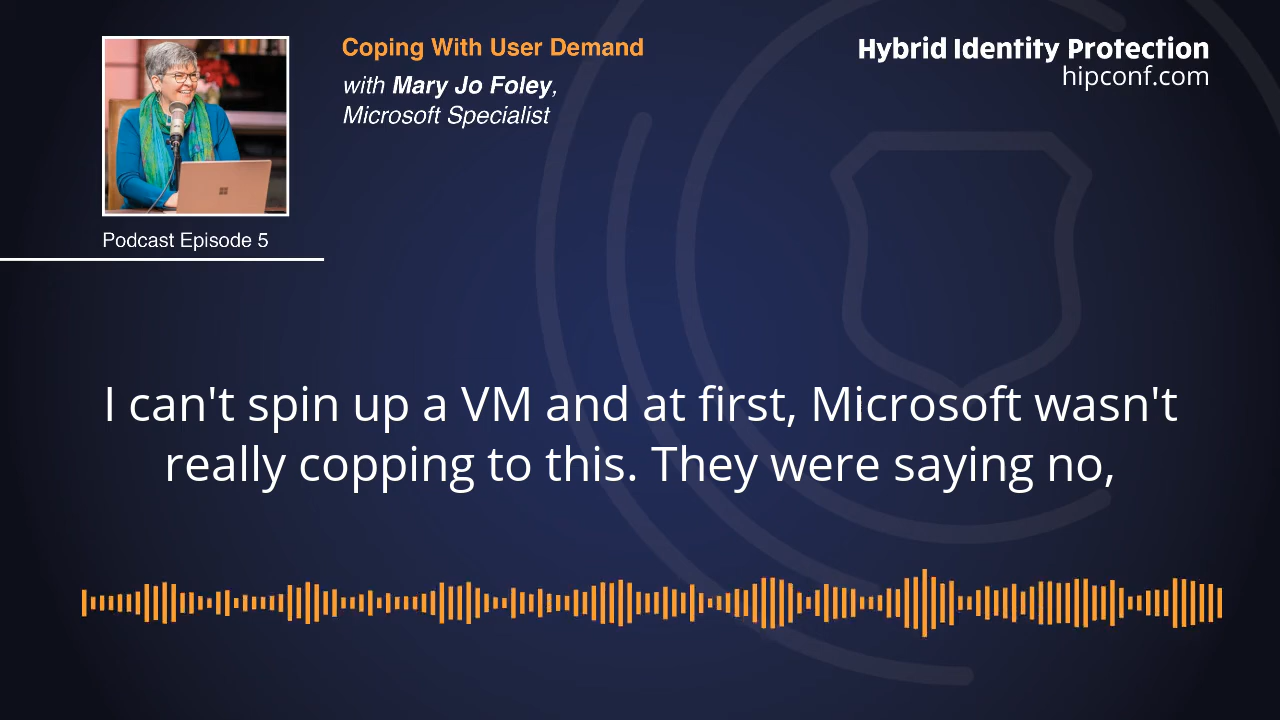 Coping With User Demand
with Mary Jo Foley,
Microsoft Specialist
Hybrid Identity Protection
hipconf.com
Podcast Episode 5
I can't spin up a VM and at first, Microsoft wasn't
really copping to this. They were saying no,